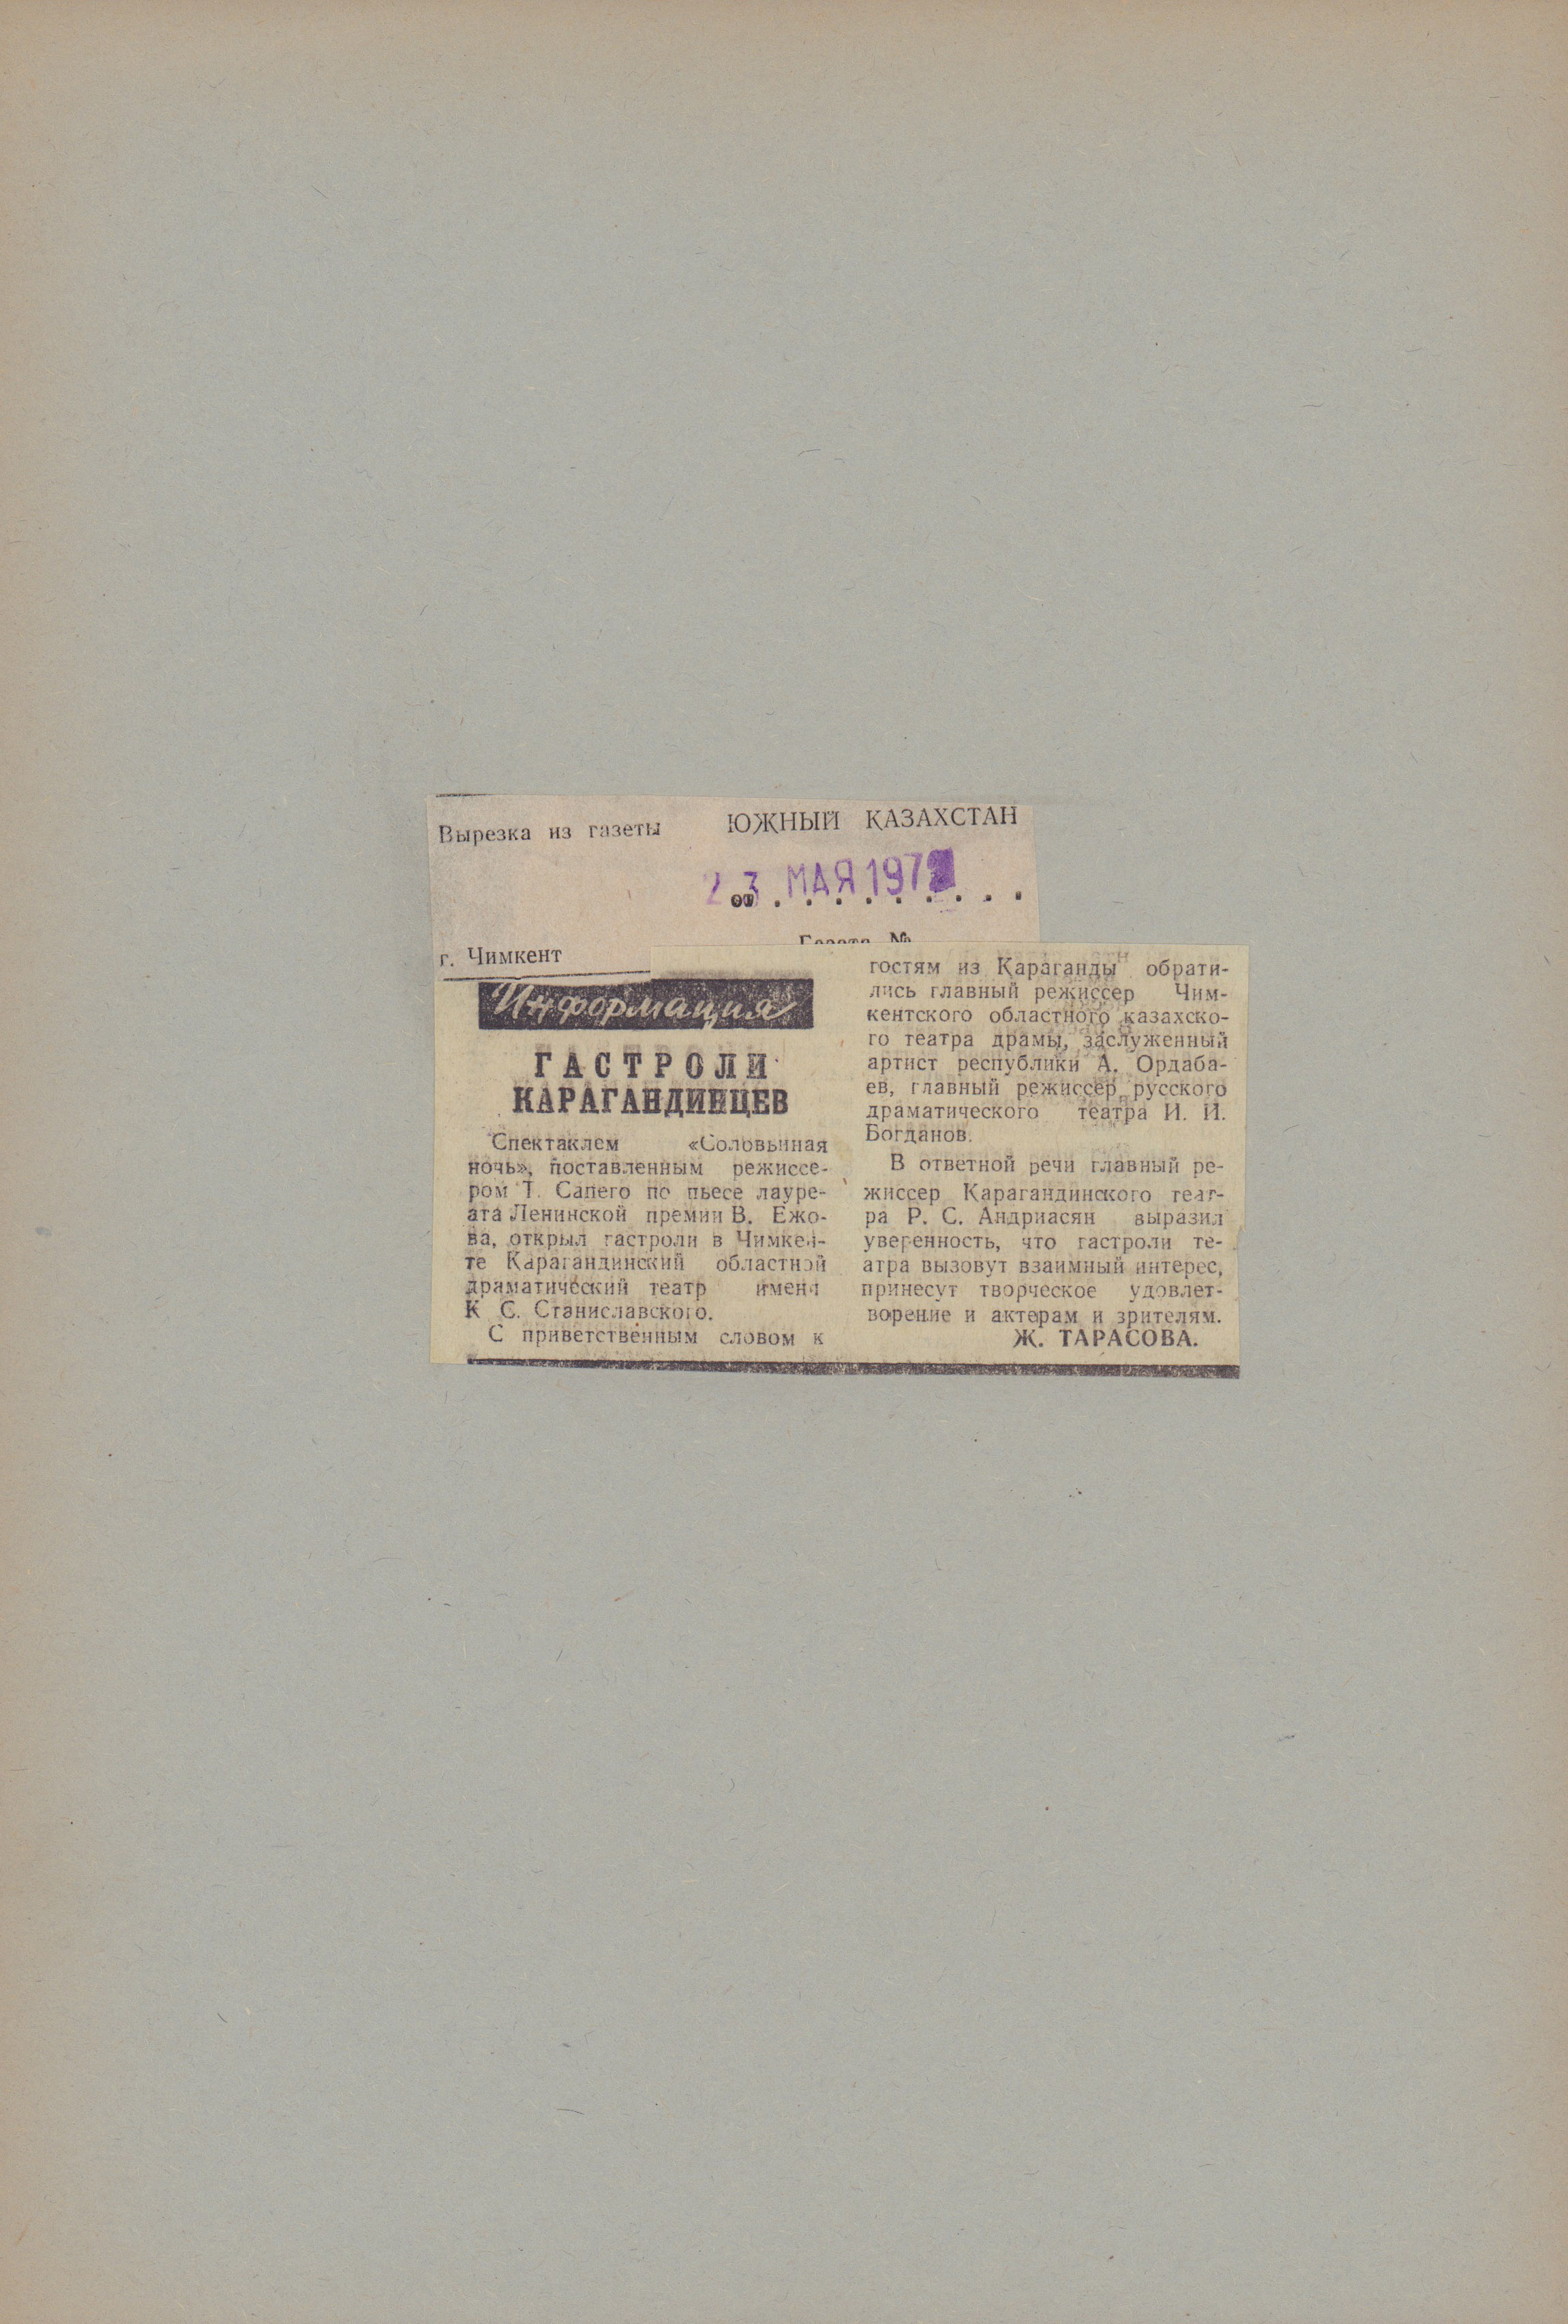 Вырезка из газеты ЮЖНЫЙ КАЗАХСТАН
23 МАЯ 197
от . . . . . . . . .
г. Чимкент Газета №
Информация
ГАСТРОЛИ
КАРАГАНДИНЦЕВ
Спектаклем «Соловьиная
ночь», поставленным режиссе-
ром Т. Сапего по пьесе лауре-
ата Ленинской премии В. Ежо-
ва, открыл гастроли в Чимкен-
те Карагандинский областной
драматический театр имени
К С. Станиславского.
С приветственным словом к
гостям из Караганды обрати-
лись главный режиссер Чим-
кентского областного казахско-
го театра драмы, заслуженный
артист республики А. Ордаба-
ев, главный режиссер русского
драматического театра И. И.
Богданов.
В ответной речи главный ре-
жиссер Карагандинского теат-
ра Р. С. Андриасян выразил
уверенность, что гастроли те-
атра вызовут взаимный интерес,
принесут творческое удовлет-
ворение и актерам и зрителям.
Ж. ТАРАСОВА.